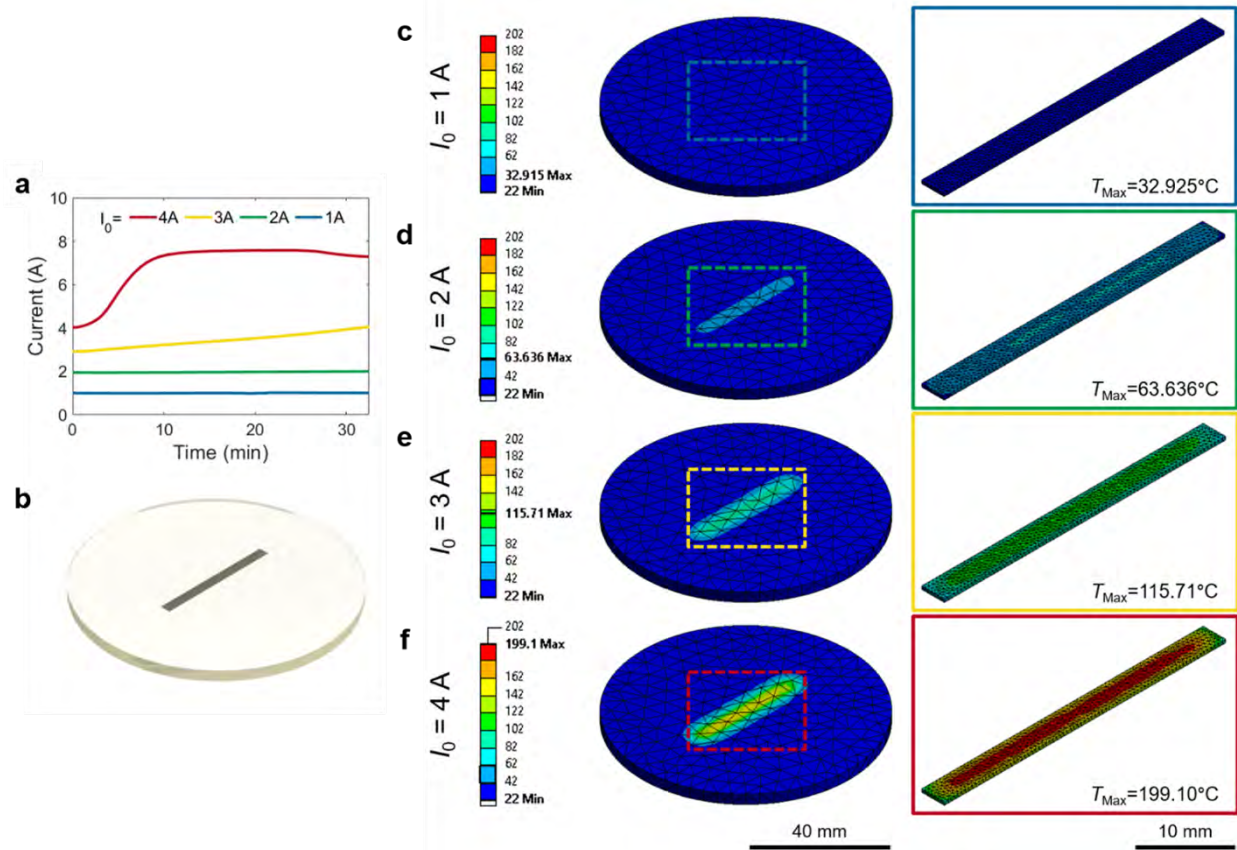 a
I0= 4A 3A 2A 1A
10
8
6
4
2
0
Current (A)
0 10 20 30
Time (min)
b
c
I0 = 1 A
202
182
162
142
122
102
82
62
32.915 Max
22 Min
TMax=32.925°C
d
I0 = 2 A
202
182
162
142
122
102
82
63.636 Max
42
22 Min
TMax=63.636°C
e
I0 = 3 A
202
182
162
142
115.71 Max
82
62
42
22 Min
TMax=115.71°C
f
I0 = 4 A
202
199.1 Max
162
142
122
102
82
62
42
22 Min
TMax=199.10°C
40 mm
10 mm